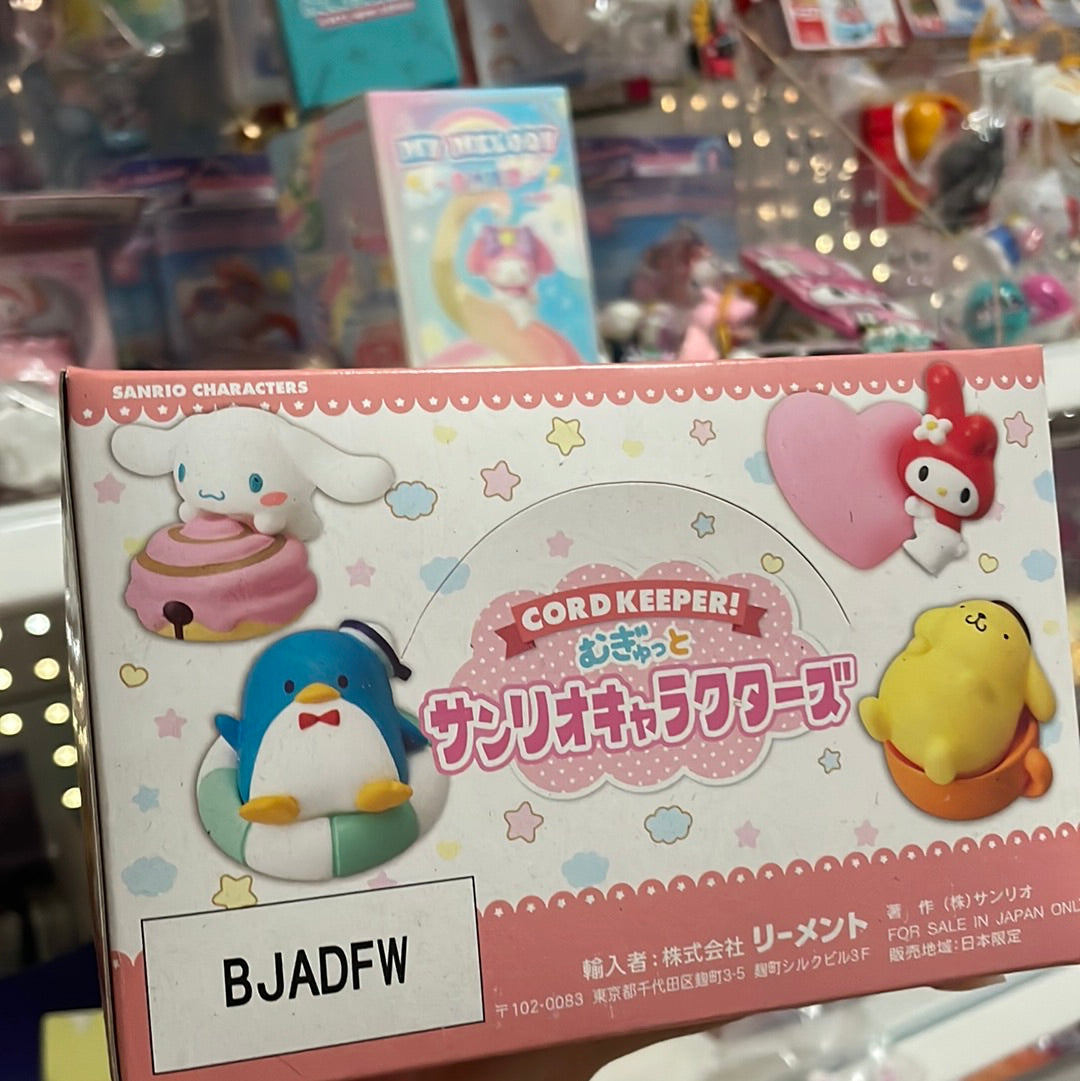 MY MELODY
SANRIO CHARACTERS
CORD KEEPER!
むぎゅっと
サンリオキャラクターズ
BJADFW
輸入者：株式会社 リーメント
〒102-0083 東京都千代田区麹町3-5 麹町シルクビル3F
著作 (株)サンリオ
FOR SALE IN JAPAN ONL
販売地域：日本限定